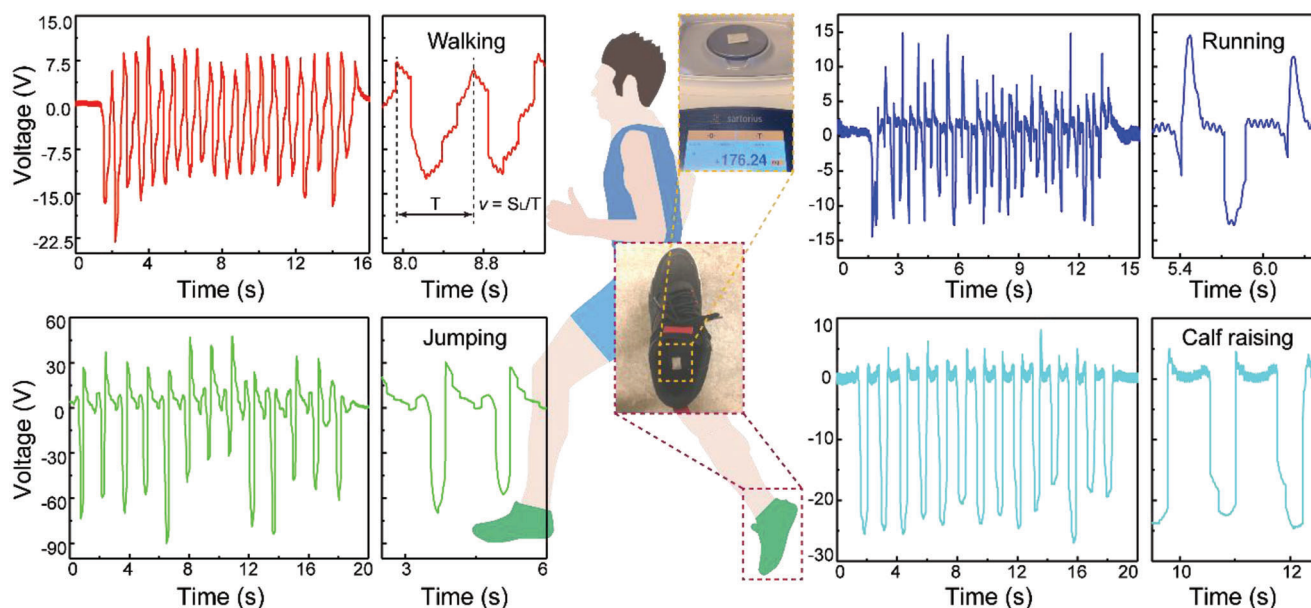 Walking
Voltage (V)
15.0
7.5
0.0
-7.5
-15.0
-22.5
T
v = SL/T
0 4 8 12 16
8.0 8.8
Time (s)
Time (s)
sartorius
176.24
Running
15
10
5
0
-5
-10
-15
0 3 6 9 12 15
5.4 6.0
Time (s)
Time (s)
Jumping
Voltage (V)
60
30
0
-30
-60
-90
0 4 8 12 16 20
3 6
Time (s)
Time (s)
Calf raising
10
0
-10
-20
-30
0 4 8 12 16 20
10 12
Time (s)
Time (s)